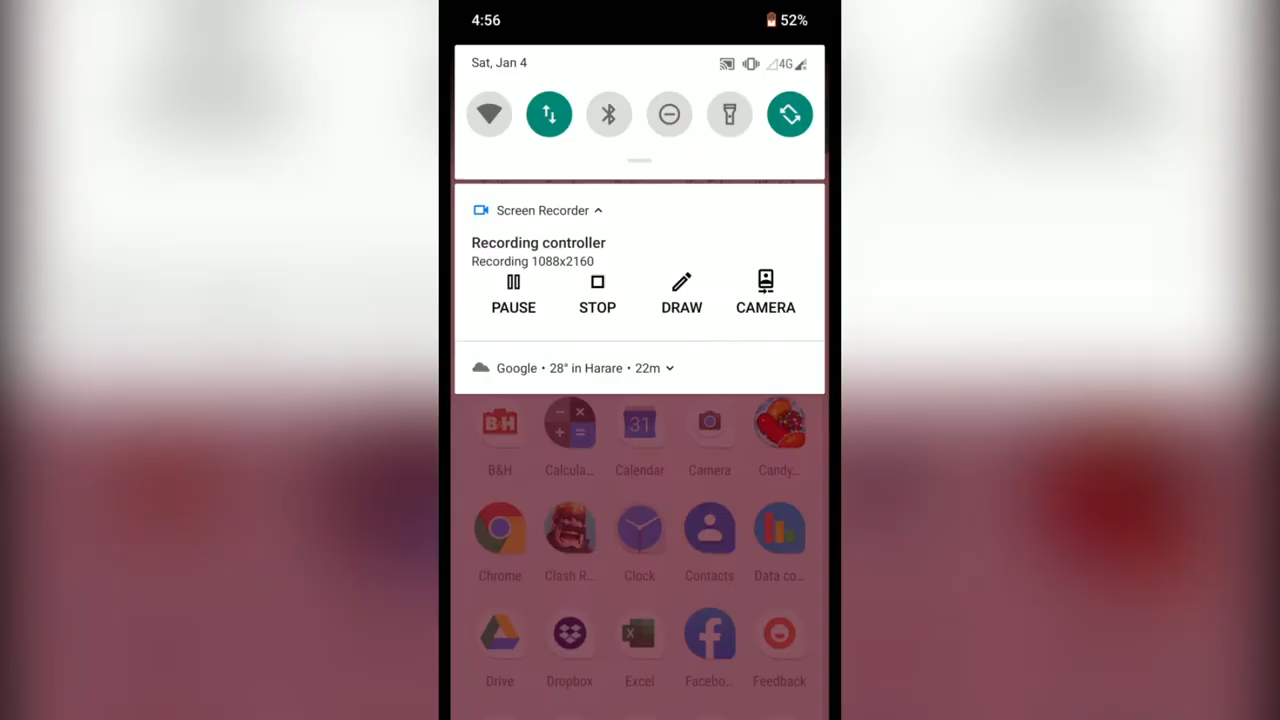 4:56 52%
Sat, Jan 4 4G
Screen Recorder
Recording controller
Recording 1088x2160
PAUSE STOP DRAW CAMERA
Google • 28° in Harare • 22m
B&H 31
B&H Calcula... Calendar Camera Candy...
Chrome Clash R... Clock Contacts Data co...
Drive Dropbox Excel Facebo... Feedback